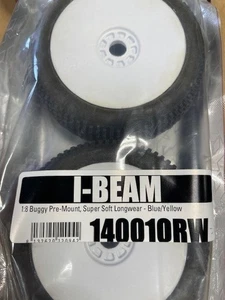 I-BEAM
1:8 Buggy Pre-Mount, Super Soft Longwear - Blue/Yellow
140010RW